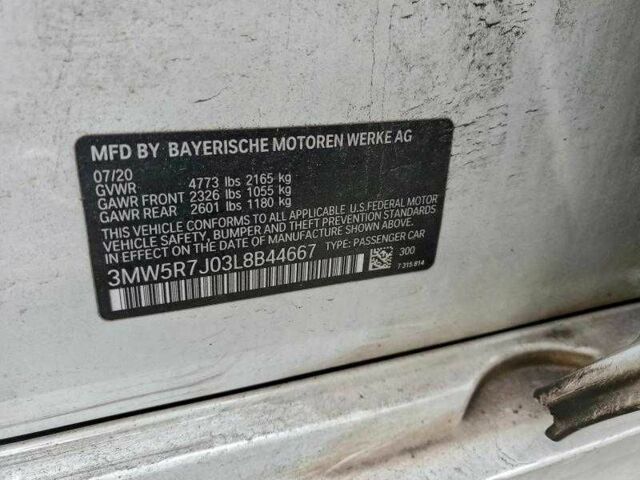 MFD BY BAYERISCHE MOTOREN WERKE AG
07/20
GVWR 4773 lbs 2165 kg
GAWR FRONT 2326 lbs 1055 kg
GAWR REAR 2601 lbs 1180 kg
THIS VEHICLE CONFORMS TO ALL APPLICABLE U.S.FEDERAL MOTOR
VEHICLE SAFETY, BUMPER AND THEFT PREVENTION STANDARDS
IN EFFECT ON THE DATE OF MANUFACTURE SHOWN ABOVE.
3MW5R7J03L8B44667 TYPE: PASSENGER CAR
300
7 315 814